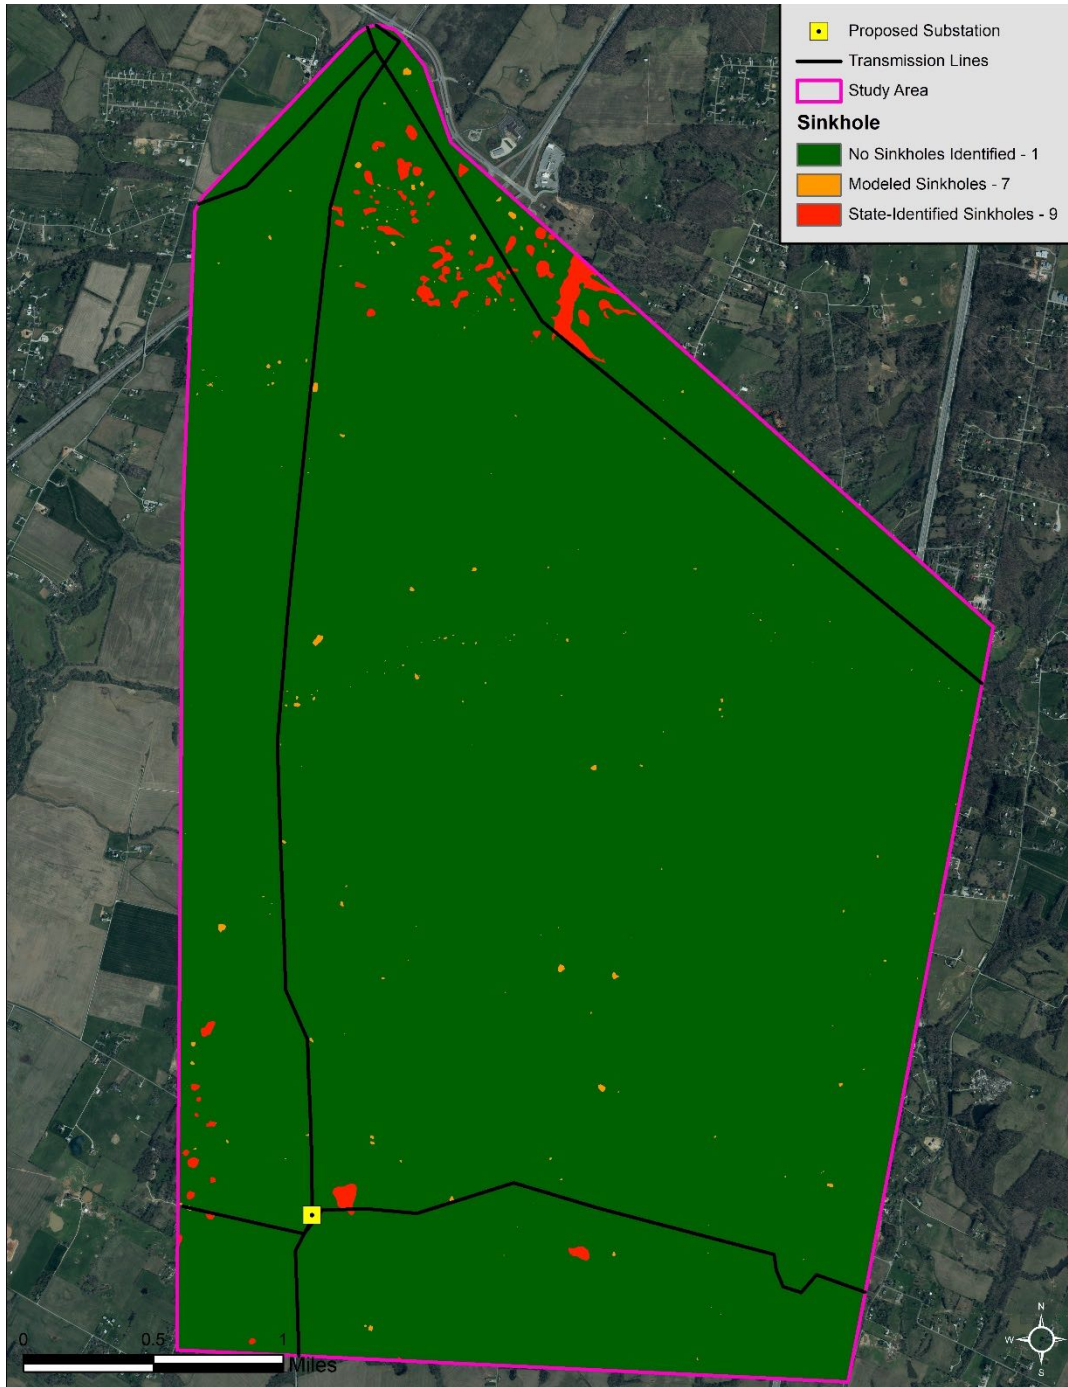 Proposed Substation
Transmission Lines
Study Area
Sinkhole
No Sinkholes Identified - 1
Modeled Sinkholes - 7
State-Identified Sinkholes - 9
0 0.5 1
Miles
N
W
S